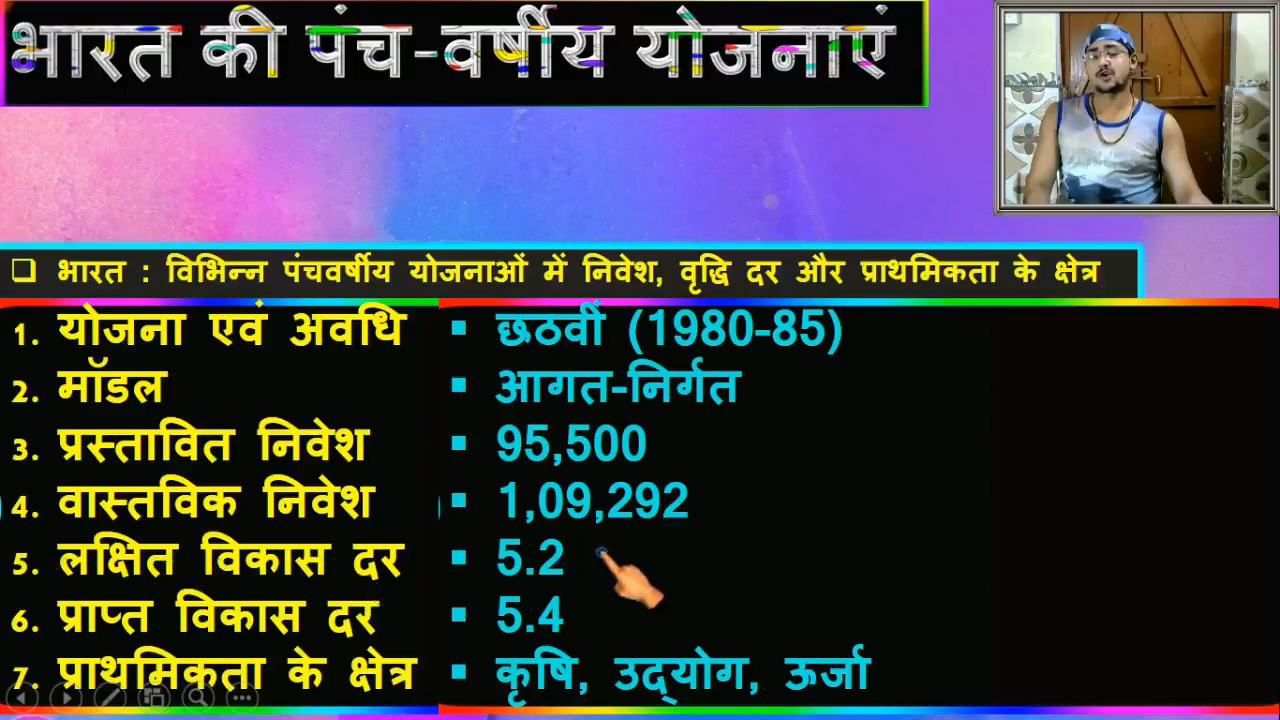 भारत की पंच-वर्षीय योजनाएं
❑ भारत : विभिन्न पंचवर्षीय योजनाओं में निवेश, वृद्धि दर और प्राथमिकता के क्षेत्र
1. योजना एवं अवधि ▪ छठवीं (1980-85)
2. मॉडल ▪ आगत-निर्गत
3. प्रस्तावित निवेश ▪ 95,500
4. वास्तविक निवेश ▪ 1,09,292
5. लक्षित विकास दर ▪ 5.2
6. प्राप्त विकास दर ▪ 5.4
7. प्राथमिकता के क्षेत्र ▪ कृषि, उद्योग, ऊर्जा